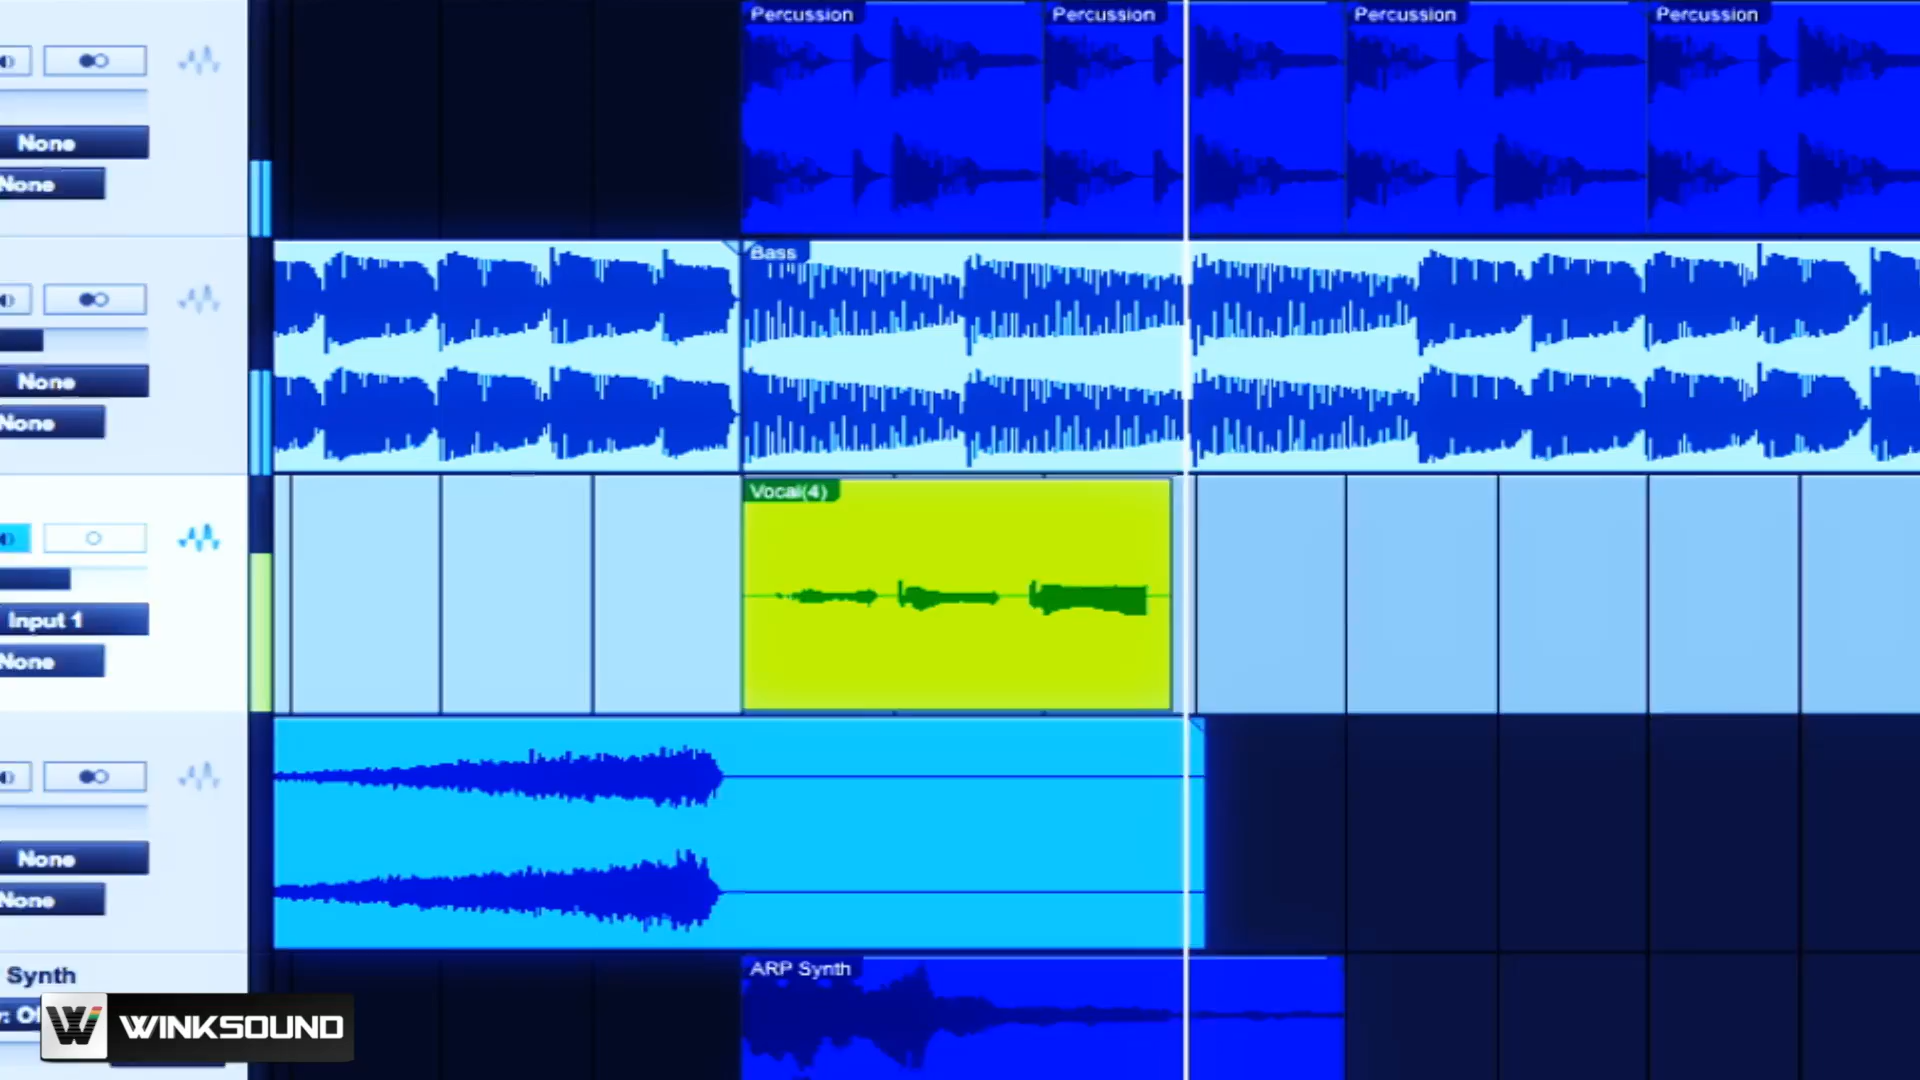 Percussion
Percussion
Percussion
Percussion
None
None
Bass
None
None
Vocal(4)
Input 1
None
None
None
Synth
ARP Synth
WINKSOUND